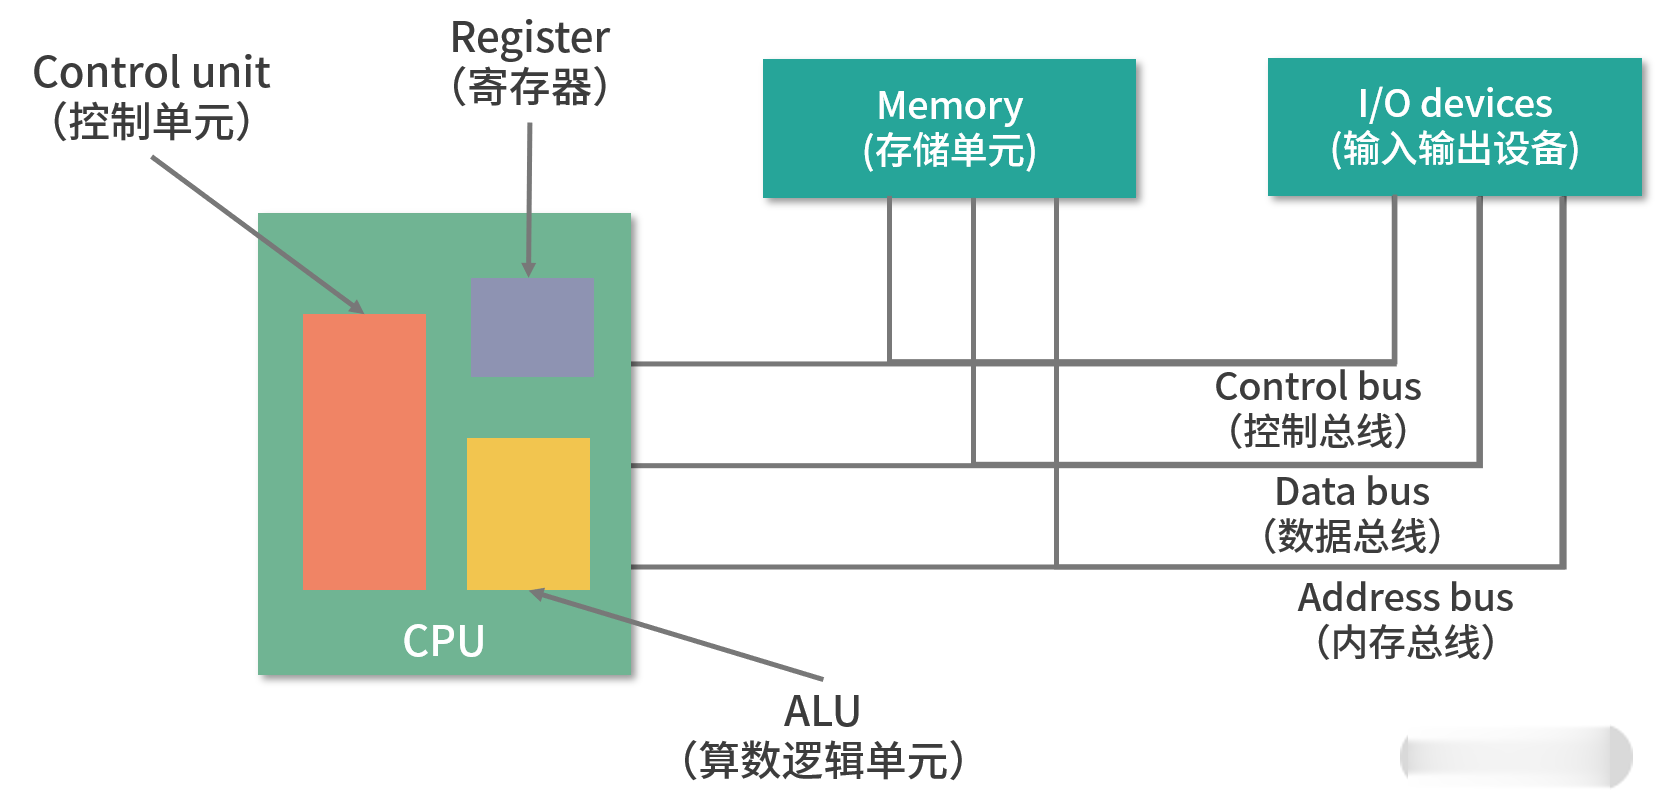 Control unit
（控制单元）
Register
（寄存器）
Memory
(存储单元)
I/O devices
(输入输出设备)
Control bus
（控制总线）
Data bus
（数据总线）
Address bus
（内存总线）
CPU
ALU
（算数逻辑单元）